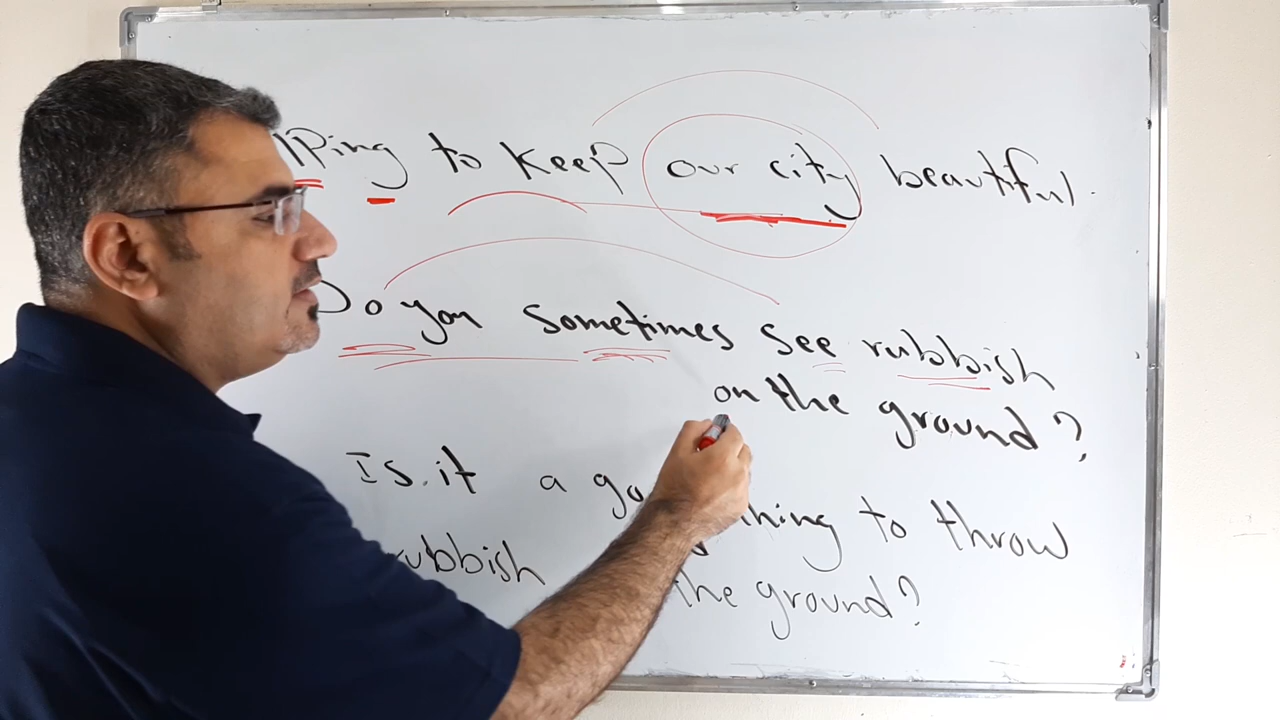 lping to keep our city beautiful.
Do you sometimes see rubbish
on the ground?
Is it a go hing to throw
rubbish the ground?